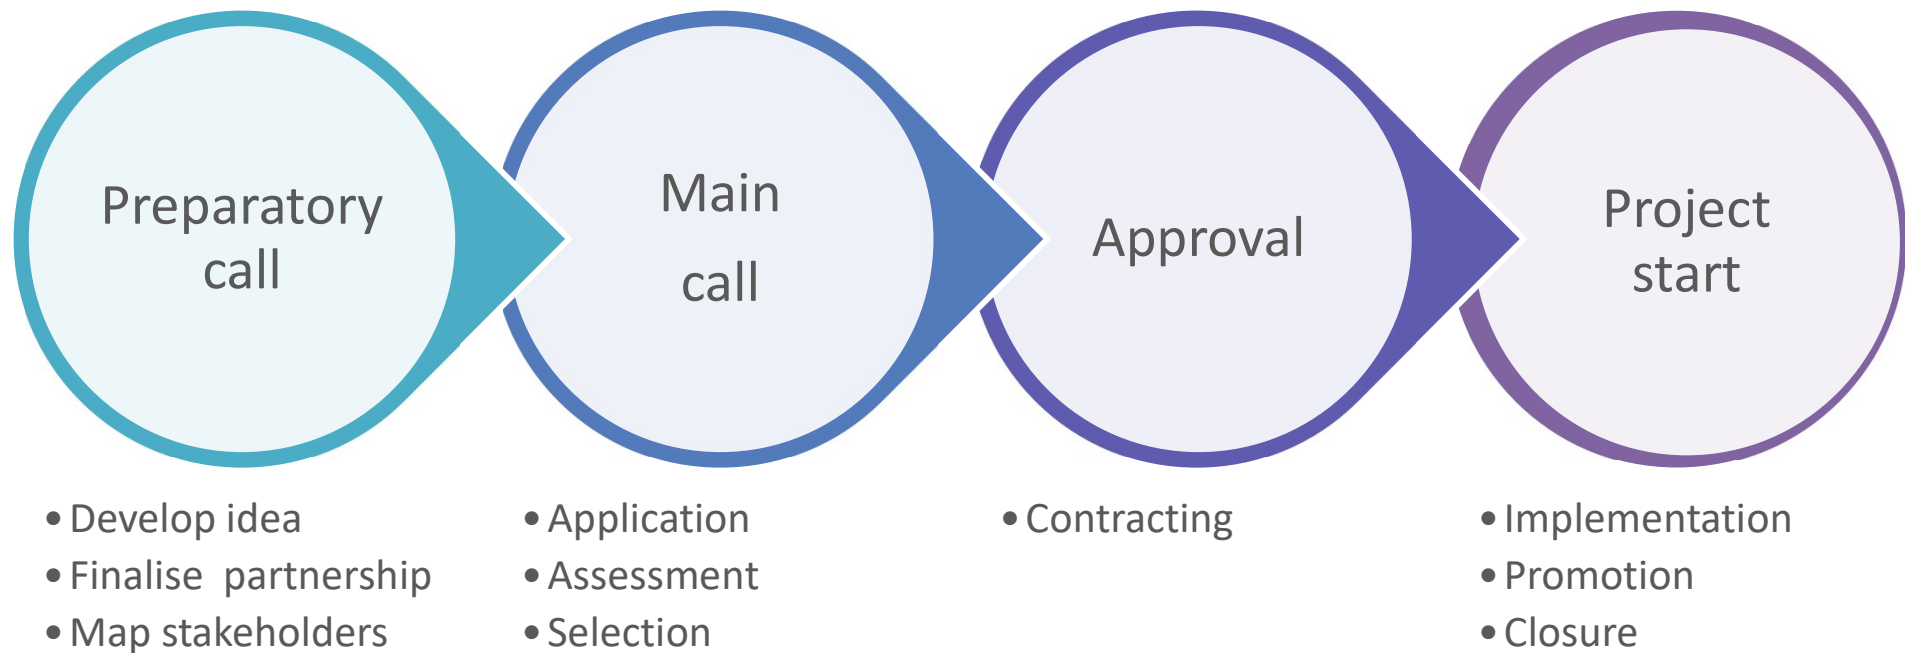 Preparatory
call
Main
call
Approval
Project
start
• Develop idea
• Finalise partnership
• Map stakeholders
• Application
• Assessment
• Selection
• Contracting
• Implementation
• Promotion
• Closure